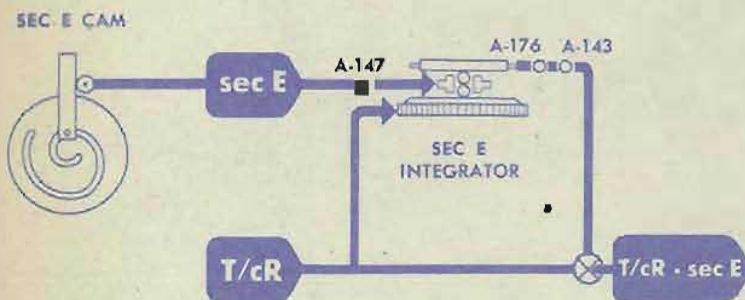 SEC E CAM
sec E
A-147
A-176 A-143
SEC E
INTEGRATOR
T/cR
T/cR · sec E